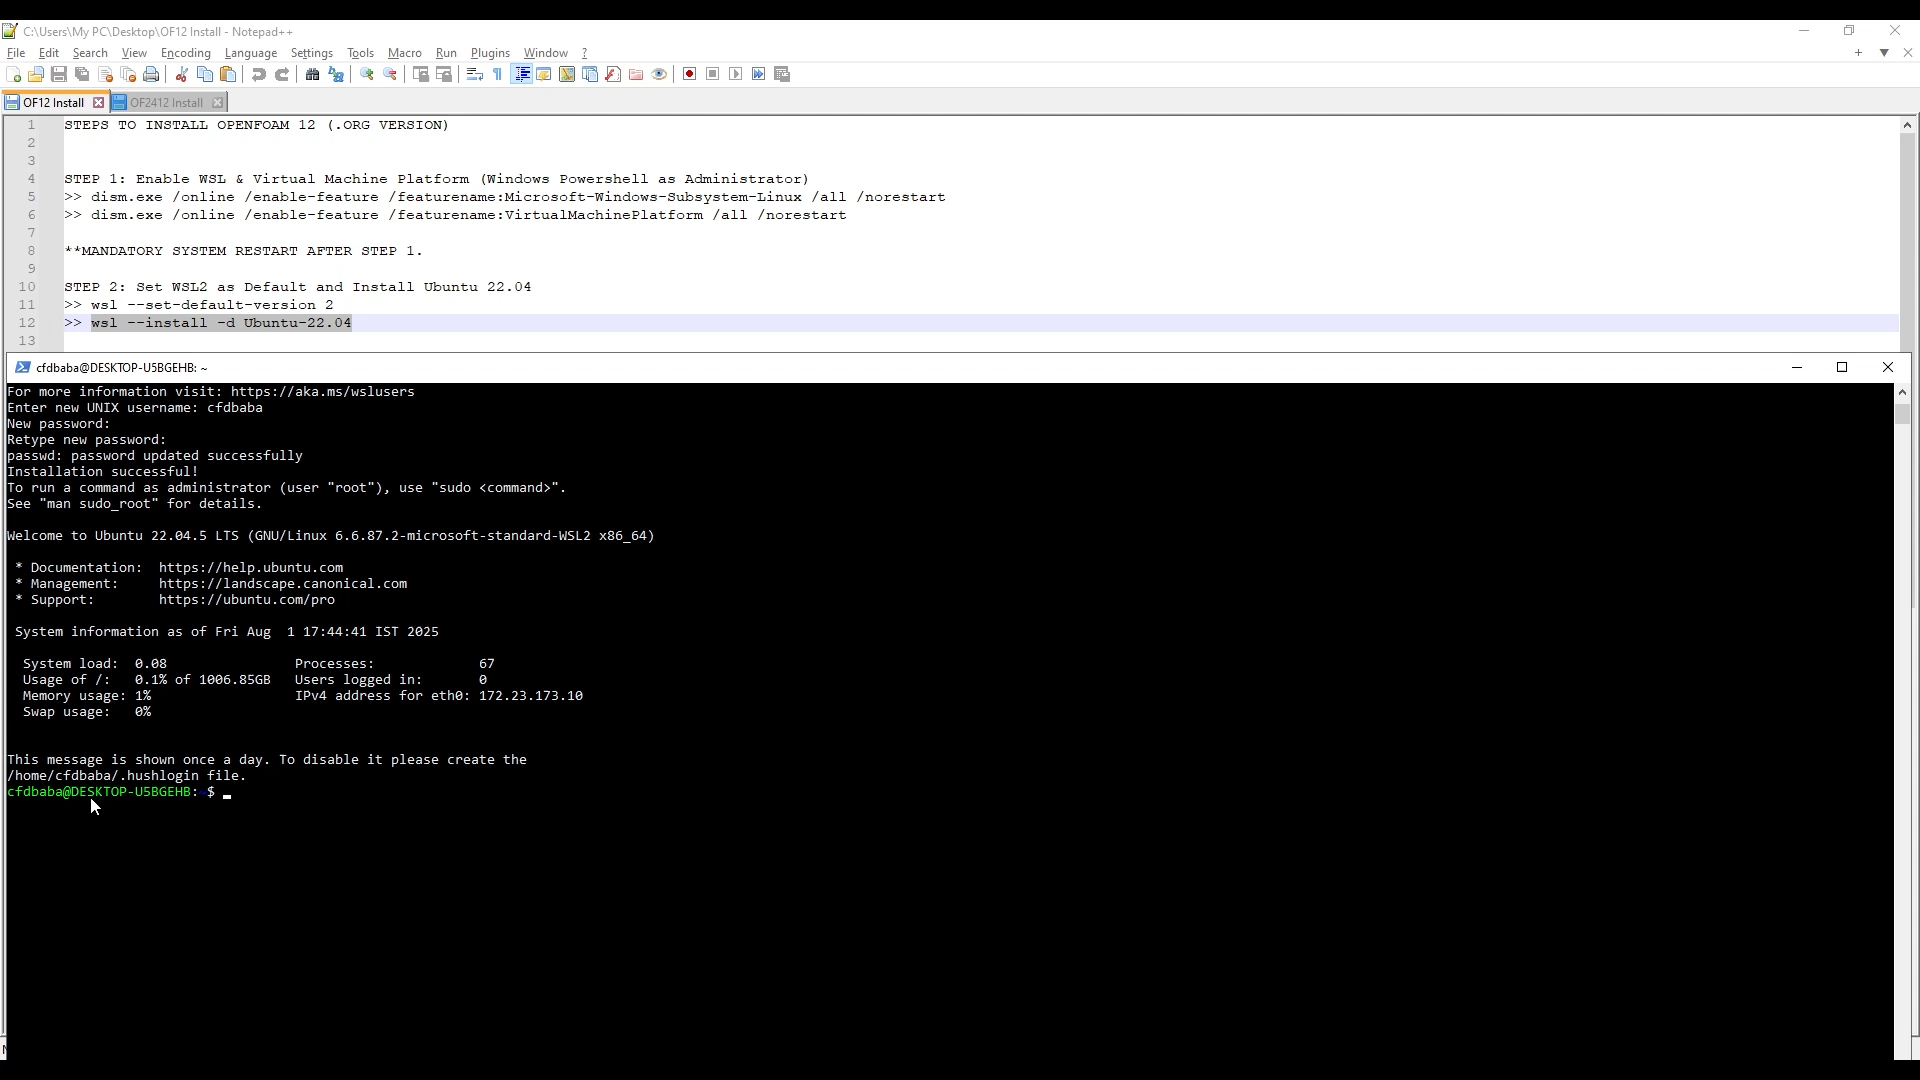 C:\Users\My PC\Desktop\OF12 Install - Notepad++
File Edit Search View Encoding Language Settings Tools Macro Run Plugins Window ?
OF12 Install OF2412 Install
1 STEPS TO INSTALL OPENFOAM 12 (.ORG VERSION)
2
3
4 STEP 1: Enable WSL & Virtual Machine Platform (Windows Powershell as Administrator)
5 >> dism.exe /online /enable-feature /featurename:Microsoft-Windows-Subsystem-Linux /all /norestart
6 >> dism.exe /online /enable-feature /featurename:VirtualMachinePlatform /all /norestart
7
8 **MANDATORY SYSTEM RESTART AFTER STEP 1.
9
10 STEP 2: Set WSL2 as Default and Install Ubuntu 22.04
11 >> wsl --set-default-version 2
12 >> wsl --install -d Ubuntu-22.04
13
cfdbaba@DESKTOP-U5BGEHB: ~
For more information visit: https://aka.ms/wslusers
Enter new UNIX username: cfdbaba
New password:
Retype new password:
passwd: password updated successfully
Installation successful!
To run a command as administrator (user "root"), use "sudo <command>".
See "man sudo_root" for details.
Welcome to Ubuntu 22.04.5 LTS (GNU/Linux 6.6.87.2-microsoft-standard-WSL2 x86_64)
* Documentation: https://help.ubuntu.com
* Management: https://landscape.canonical.com
* Support: https://ubuntu.com/pro
System information as of Fri Aug 1 17:44:41 IST 2025
System load: 0.08 Processes: 67
Usage of /: 0.1% of 1006.85GB Users logged in: 0
Memory usage: 1% IPv4 address for eth0: 172.23.173.10
Swap usage: 0%
This message is shown once a day. To disable it please create the
/home/cfdbaba/.hushlogin file.
cfdbaba@DESKTOP-U5BGEHB:~$